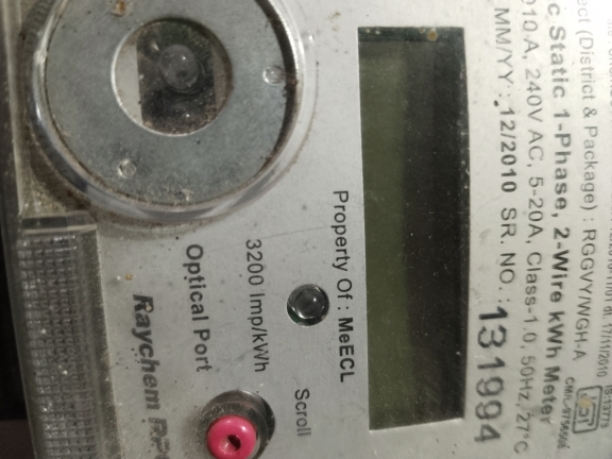 ect (District & Package) : RGGVY/WGH-A
c Static 1-Phase, 2-Wire kWh Meter
10 A, 240V AC, 5-20A, Class-1.0, 50Hz, 27°C
MM/YY : 12/2010 SR. NO. : 131994
Property Of : MeECL
3200 Imp/kWh
Scroll
Optical Port
Raychem